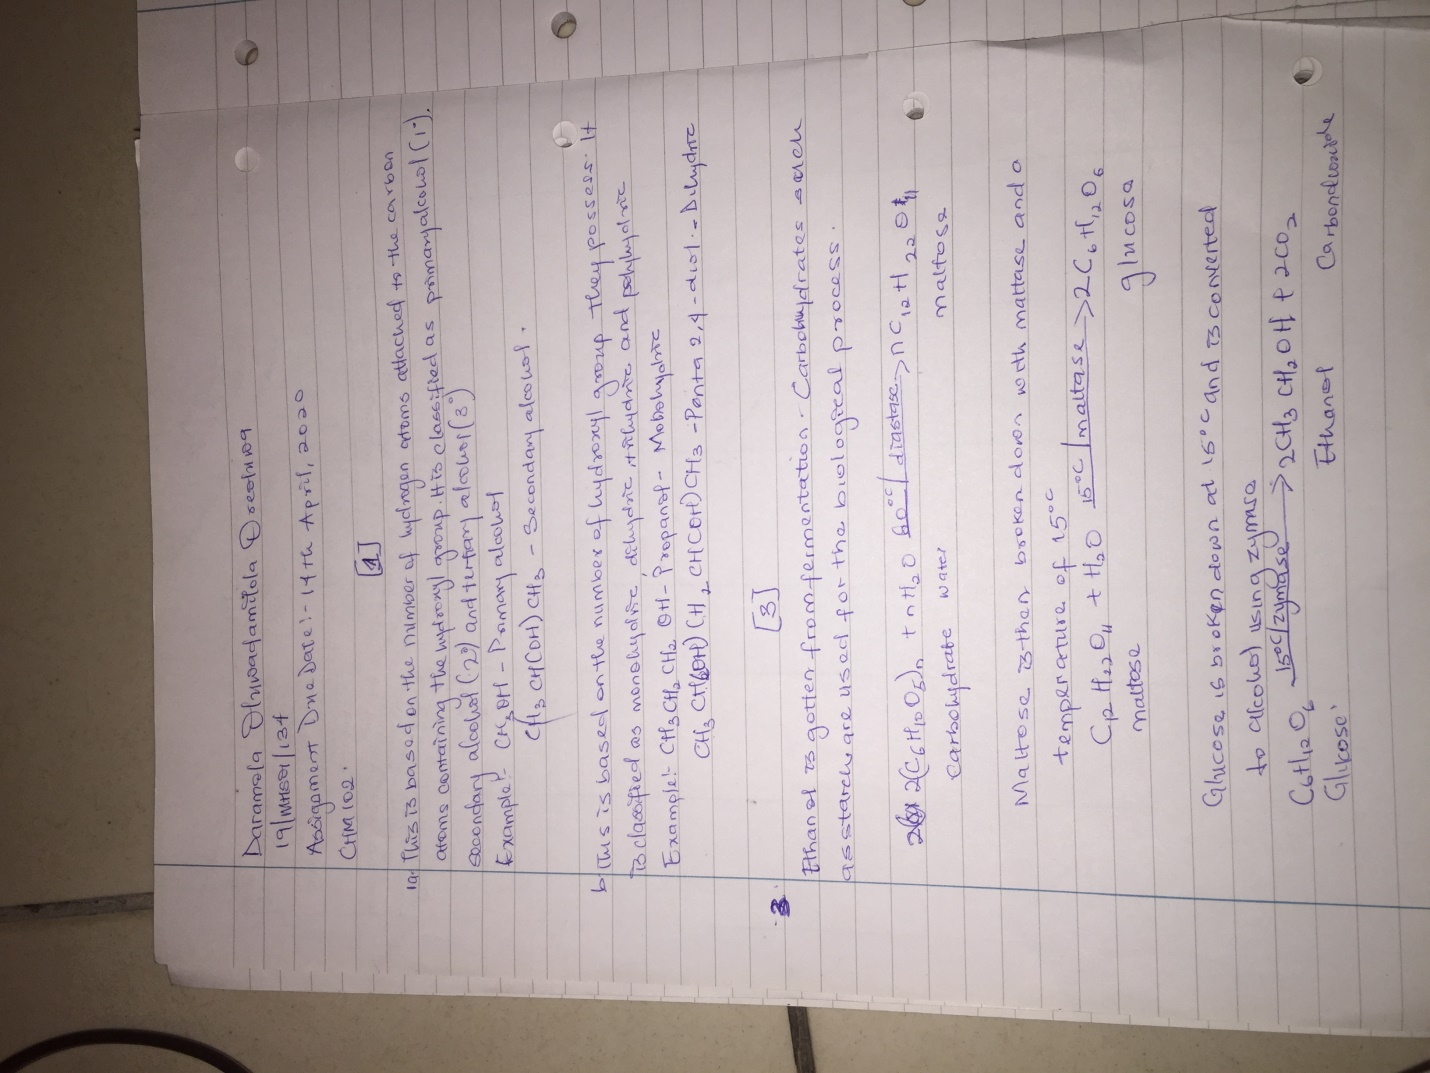 Daramola Oluwadamilola Oreoluwa
19/MHS01/134
Assignment Due Date:- 14th April, 2020
CHM 102.
[1]
1a. This is based on the number of hydrogen atoms attached to the carbon
atoms containing the hydroxyl group. It is classified as primary alcohol (1°),
secondary alcohol (2°) and tertiary alcohol (3°)
Example:- CH3OH - Primary alcohol
CH3 CH(OH) CH3 - Secondary alcohol.
b. This is based on the number of hydroxyl group they possess. It
is classified as monohydric, dihydric, trihydric and polyhydric
Example:- CH3 CH2 CH2 OH - Propanol - Monohydric
CH3 CH(OH) CH2 CH(OH) CH3 - Penta 2,4 - diol - Dihydric
[3]
3. Ethanol is gotten from fermentation. Carbohydrates such
as starch are used for the biological process.
2(C6H10O5)n + nH2O 60°C/diastase> nC12H22O11
carbohydrate water maltose
Maltose is then broken down with maltase and a
temperature of 15°C
C12H22O11 + H2O 15°C/maltase> 2C6H12O6
maltose glucose
Glucose is broken down at 15°C and is converted
to alcohol using zymase
C6H12O6 15°C/zymase> 2CH3CH2OH + 2CO2
Glucose Ethanol Carbondioxide